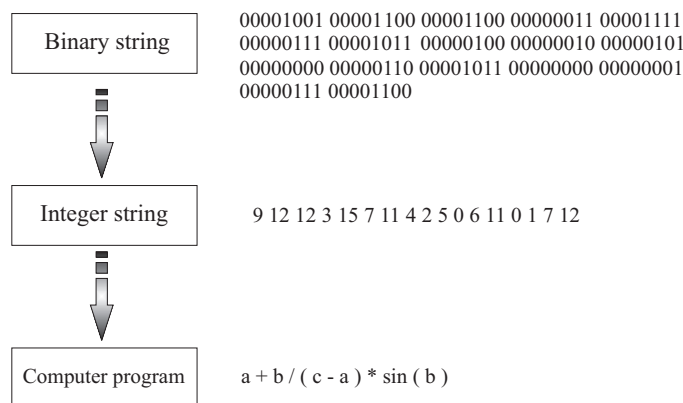 Binary string
00001001 00001100 00001100 00000011 00001111
00000111 00001011 00000100 00000010 00000101
00000000 00000110 00001011 00000000 00000001
00000111 00001100
Integer string
9 12 12 3 15 7 11 4 2 5 0 6 11 0 1 7 12
Computer program
a + b / ( c - a ) * sin ( b )